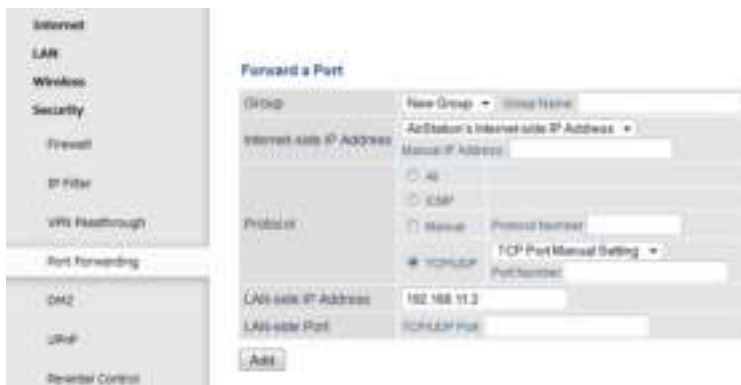 Internet
LAN
Wireless
Security
Firewall
IP Filter
VPN Passthrough
Port Forwarding
DMZ
UPnP
Parental Control
Forward a Port
Group New Group Group Name
Internet-side IP Address AirStation's Internet-side IP Address
Manual IP Address
Protocol
All
ICMP
Manual Protocol Number
TCP/UDP TCP Port Manual Setting
Port Number
LAN-side IP Address 192.168.11.2
LAN-side Port TCP/UDP Port
Add